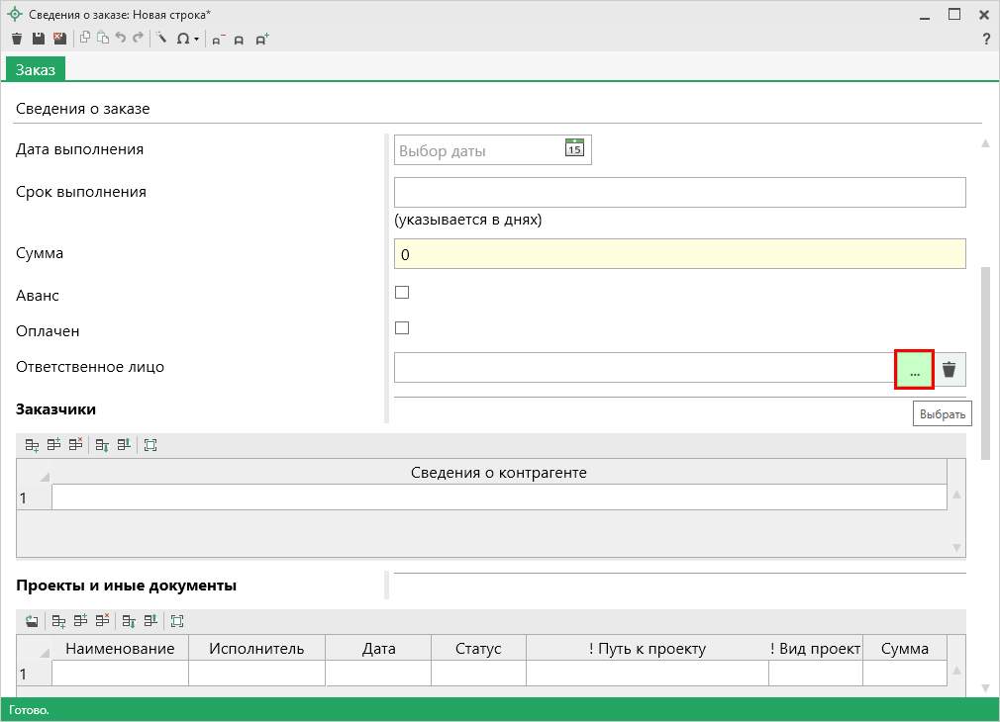 Сведения о заказе: Новая строка*
Ω
?
Заказ
Сведения о заказе
Дата выполнения
Выбор даты
15
Срок выполнения
(указывается в днях)
Сумма
0
Аванс
Оплачен
Ответственное лицо
...
Выбрать
Заказчики
Сведения о контрагенте
1
Проекты и иные документы
Наименование Исполнитель Дата Статус ! Путь к проекту ! Вид проект Сумма
1
Готово.